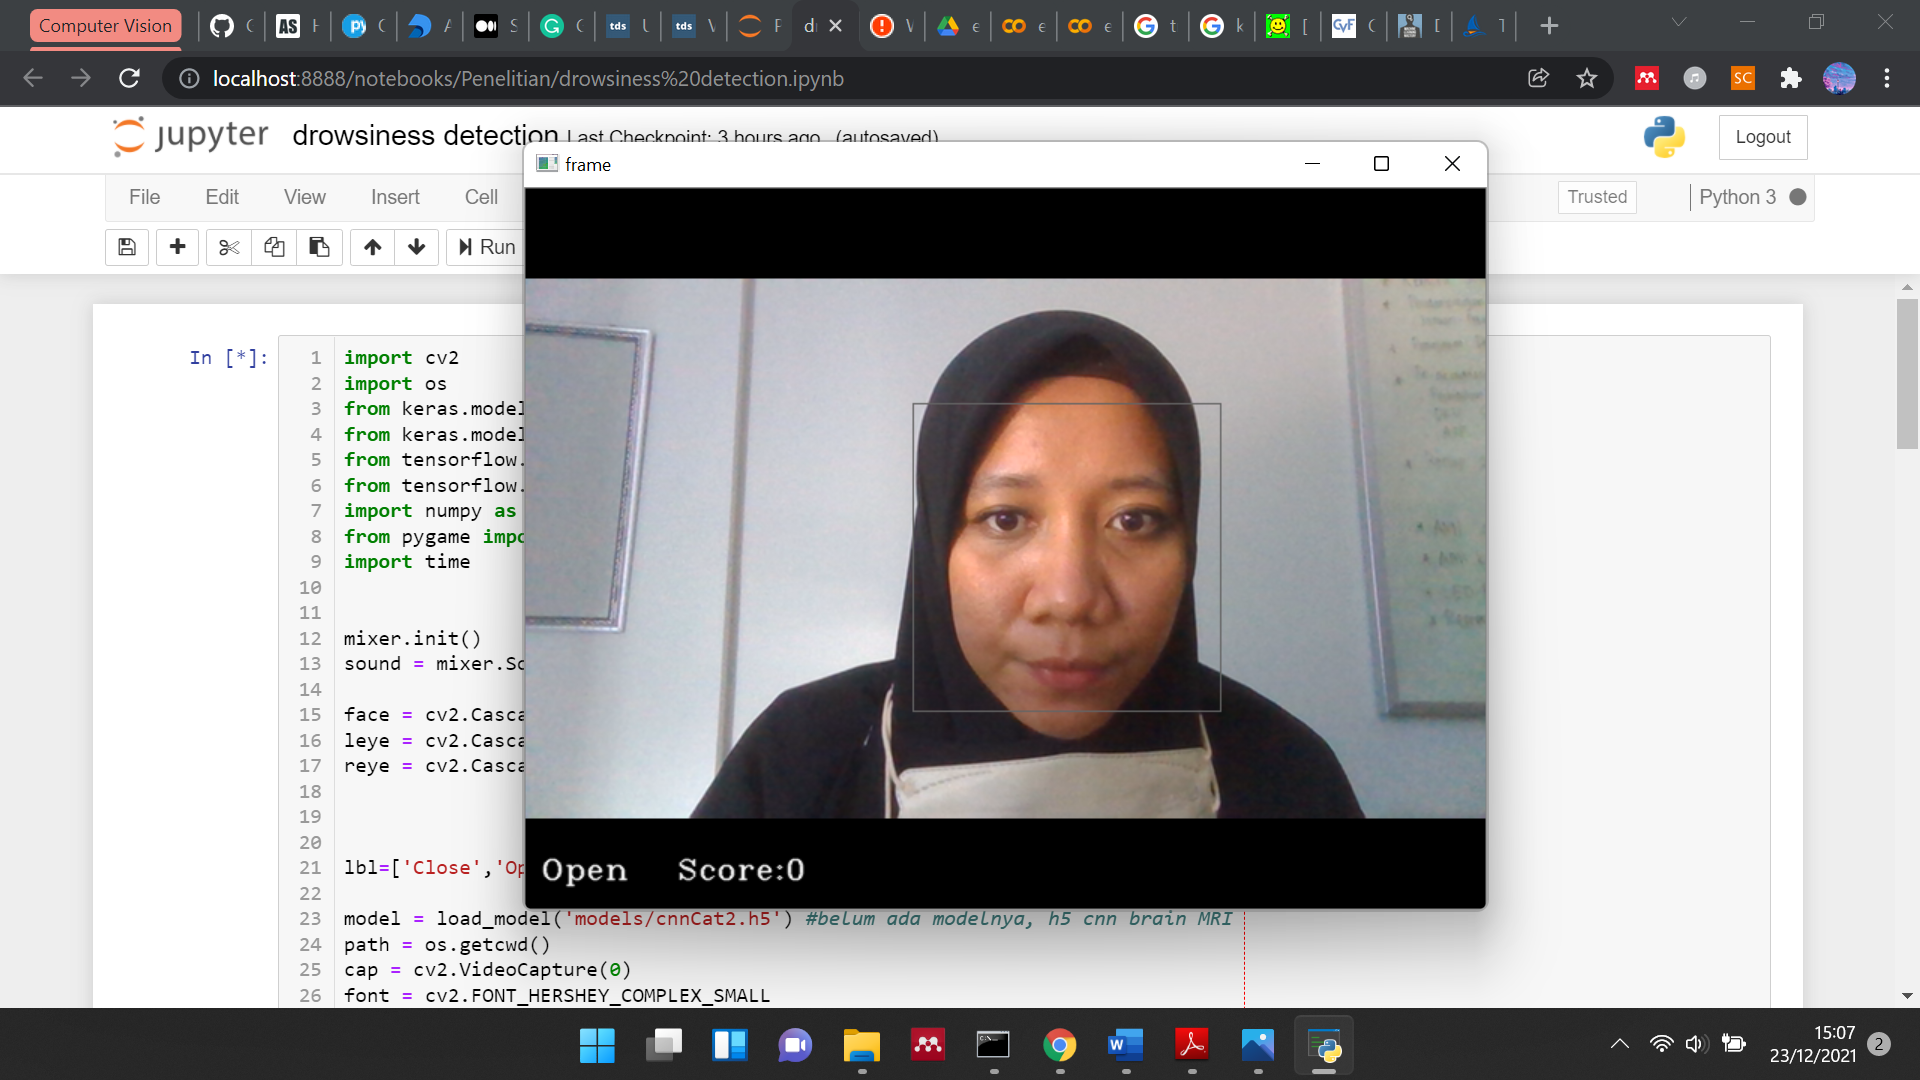 Computer Vision
localhost:8888/notebooks/Penelitian/drowsiness%20detection.ipynb
jupyter drowsiness detection Last Checkpoint: 3 hours ago (autosaved)
Logout
frame
File Edit View Insert Cell
Trusted
Python 3
Run
In [*]:
1 import cv2
2 import os
3 from keras.model
4 from keras.model
5 from tensorflow.
6 from tensorflow.
7 import numpy as
8 from pygame impo
9 import time
10
11
12 mixer.init()
13 sound = mixer.So
14
15 face = cv2.Casca
16 leye = cv2.Casca
17 reye = cv2.Casca
18
19
20
21 lbl=['Close','Op
22
23 model = load_model('models/cnnCat2.h5') #belum ada modelnya, h5 cnn brain MRI
24 path = os.getcwd()
25 cap = cv2.VideoCapture(0)
26 font = cv2.FONT_HERSHEY_COMPLEX_SMALL
Open Score:0
15:07
23/12/2021
2